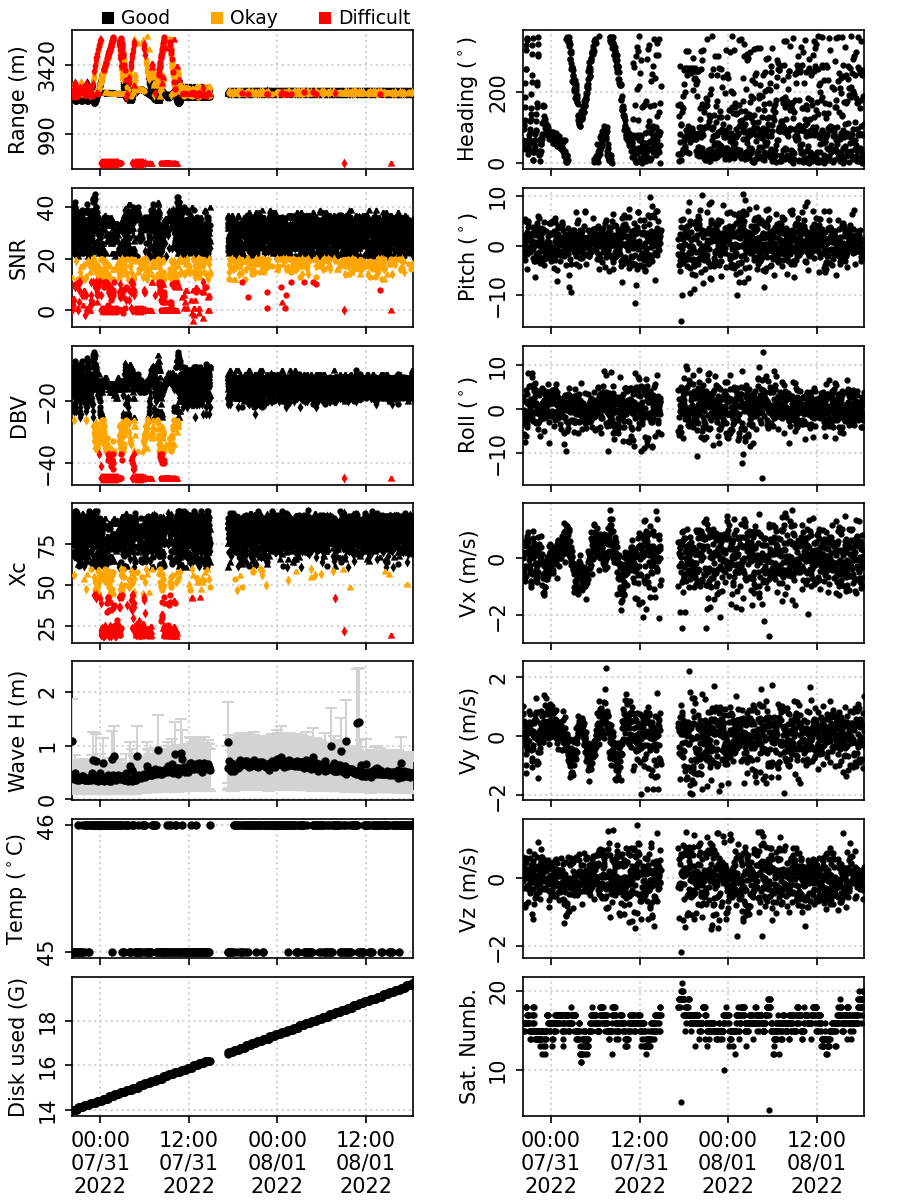 Good Okay Difficult
Range (m)
3420
990
Heading (°)
200
0
SNR
40
20
0
Pitch (°)
10
0
−10
DBV
−20
−40
Roll (°)
10
0
−10
Xc
75
50
25
Vx (m/s)
0
−2
Wave H (m)
2
1
0
Vy (m/s)
2
0
−2
Temp (°C)
46
45
Vz (m/s)
0
−2
Disk used (G)
18
16
14
Sat. Numb.
20
10
00:00 12:00 00:00 12:00
07/31 07/31 08/01 08/01
2022 2022 2022 2022
00:00 12:00 00:00 12:00
07/31 07/31 08/01 08/01
2022 2022 2022 2022